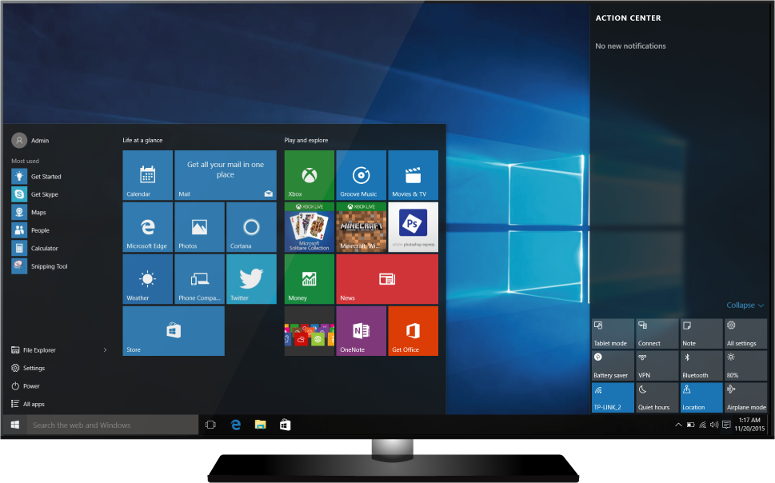 ACTION CENTER
No new notifications
Admin
Most used
Get Started
Get Skype
Maps
People
Calculator
Snipping Tool
File Explorer
Settings
Power
All apps
Life at a glance
Calendar
Get all your mail in one
place
Mail
Microsoft Edge
Photos
Cortana
Weather
Phone Compa...
Twitter
Store
Play and explore
Xbox
Groove Music
Movies & TV
XBOX LIVE
Microsoft
Solitaire Collection
XBOX LIVE
MINECRAFT
Minecraft: Wi...
Ps
photoshop express
Money
News
N
OneNote
Get Office
Collapse
Tablet mode
Connect
Note
All settings
Battery saver
VPN
Bluetooth
80%
TP-LINK_2
Quiet hours
Location
Airplane mode
Search the web and Windows
1:17 AM
11/20/2015